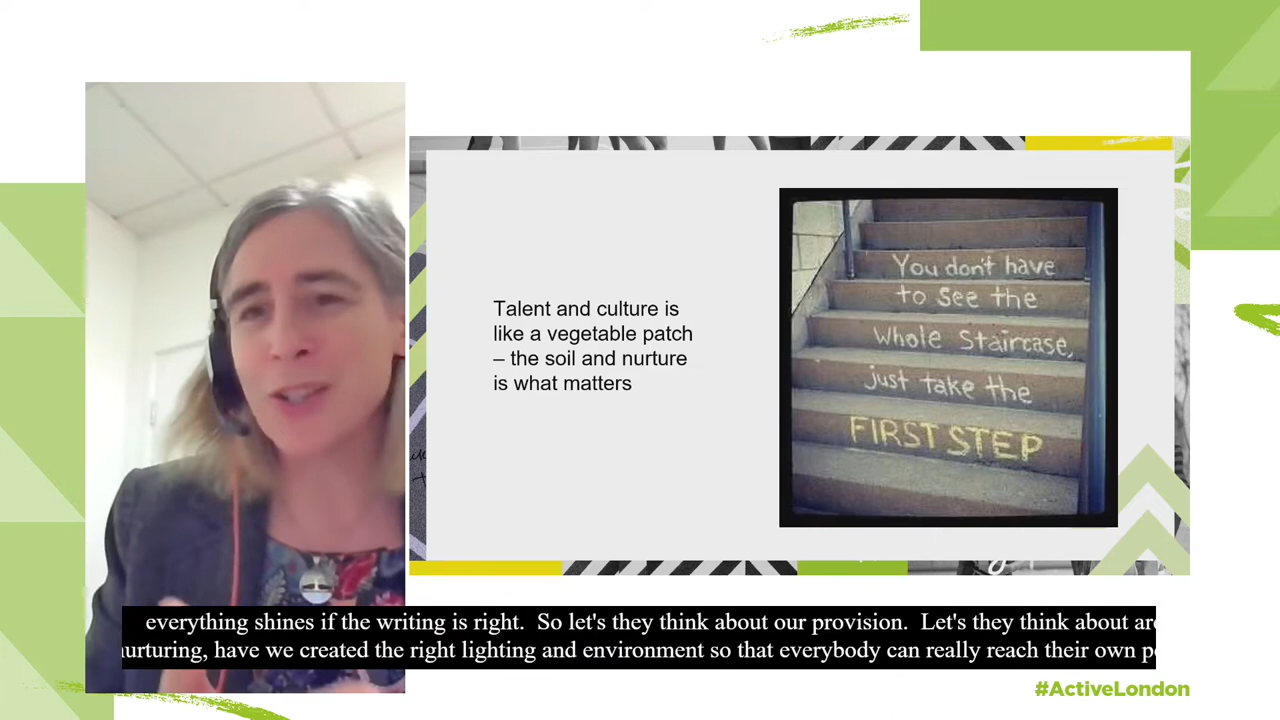 Talent and culture is
like a vegetable patch
– the soil and nurture
is what matters
You don't have
to see the
whole staircase,
just take the
FIRST STEP
everything shines if the writing is right. So let's they think about our provision. Let's they think about
have we created the right lighting and environment so that everybody can really reach their own
#ActiveLondon